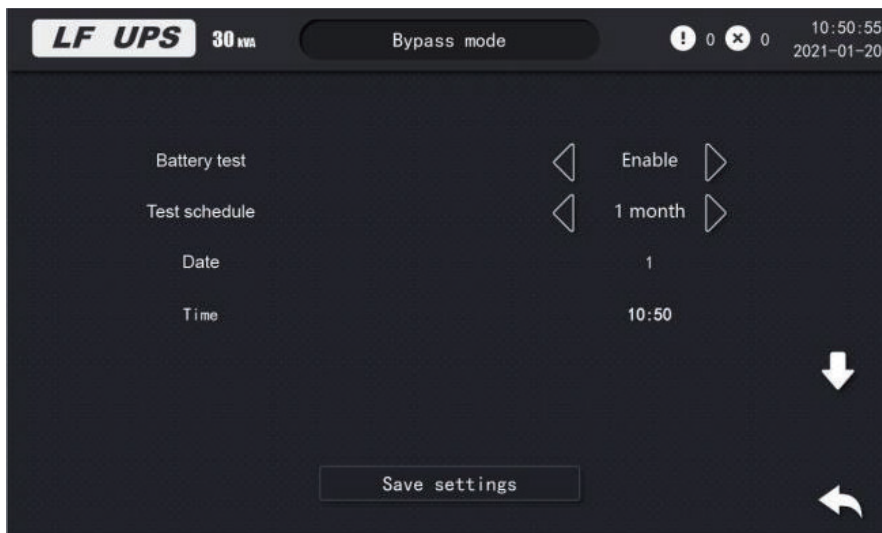 LF UPS 30 KVA Bypass mode ! 0 × 0 10:50:55
2021-01-20
Battery test Enable
Test schedule 1 month
Date 1
Time 10:50
Save settings